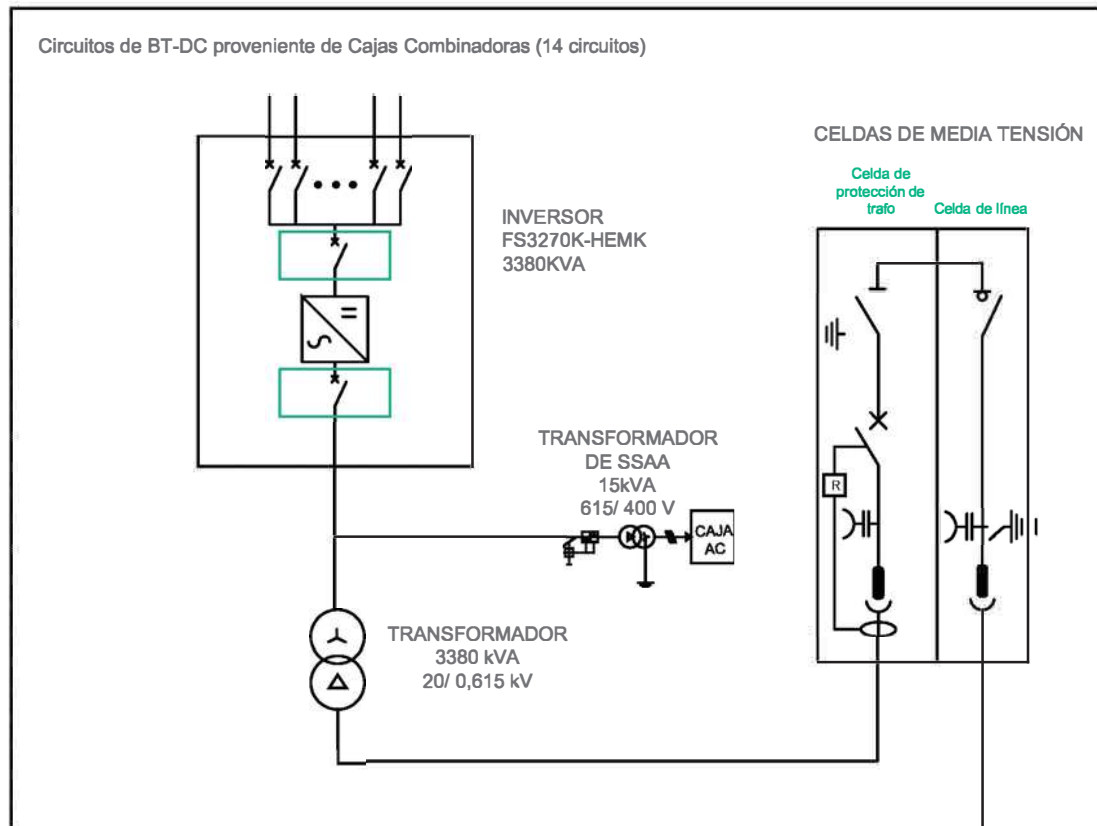 Circuitos de BT-DC proveniente de Cajas Combinadoras (14 circuitos)
INVERSOR
FS3270K-HEMK
3380KVA
CELDAS DE MEDIA TENSIÓN
Celda de
protección de
trafo
Celda de línea
R
TRANSFORMADOR
DE SSAA
15kVA
615/ 400 V
CAJA
AC
TRANSFORMADOR
3380 kVA
20/ 0,615 kV